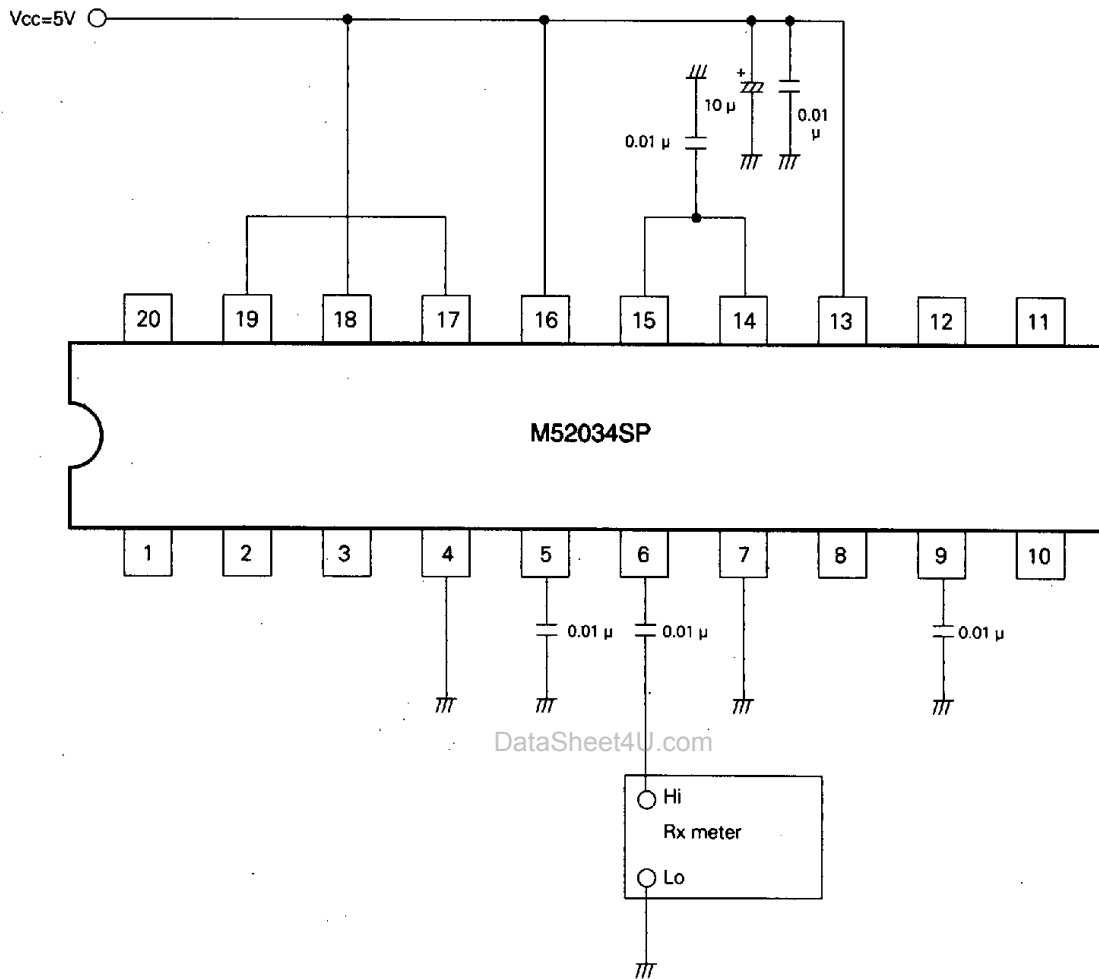 Vcc=5V
+
10 µ
0.01 µ
0.01
µ
20 19 18 17 16 15 14 13 12 11
M52034SP
1 2 3 4 5 6 7 8 9 10
0.01 µ 0.01 µ 0.01 µ
DataSheet4U.com
Hi
Rx meter
Lo